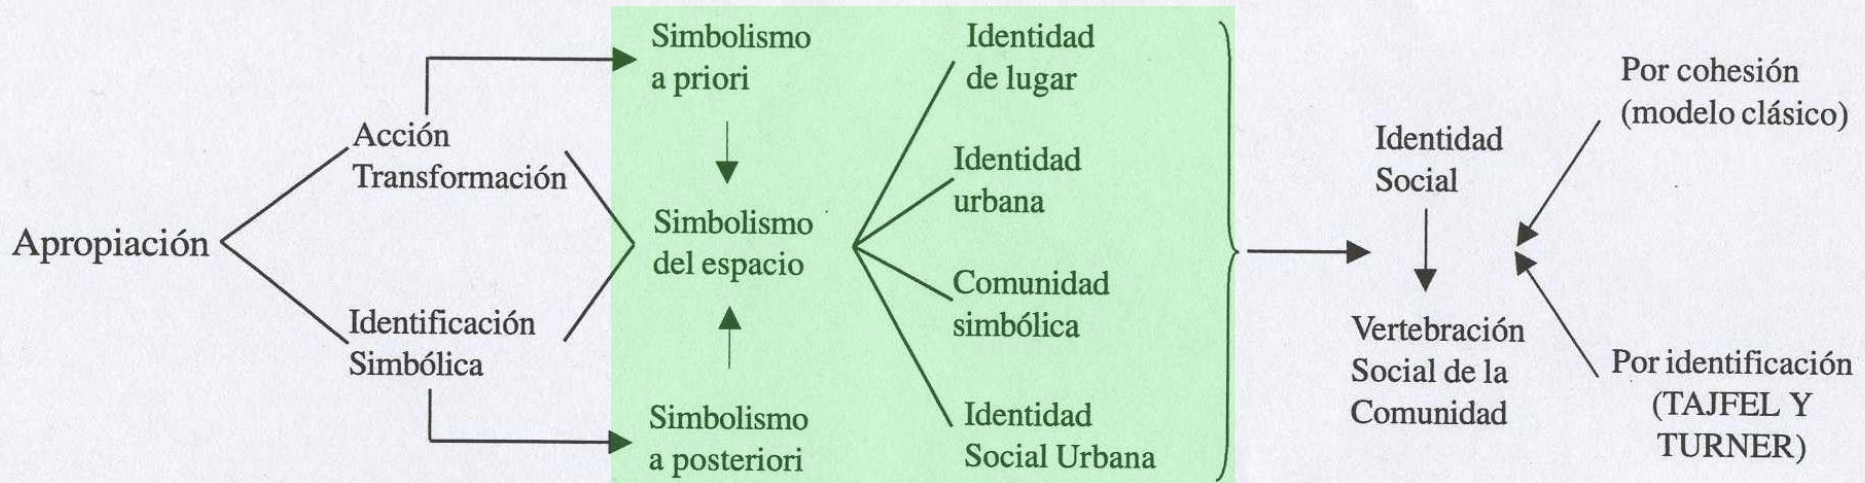 Apropiación
Acción
Transformación
Identificación
Simbólica
Simbolismo
a priori
Simbolismo
del espacio
Simbolismo
a posteriori
Identidad
de lugar
Identidad
urbana
Comunidad
simbólica
Identidad
Social Urbana
Identidad
Social
Vertebración
Social de la
Comunidad
Por cohesión
(modelo clásico)
Por identificación
(TAJFEL Y
TURNER)